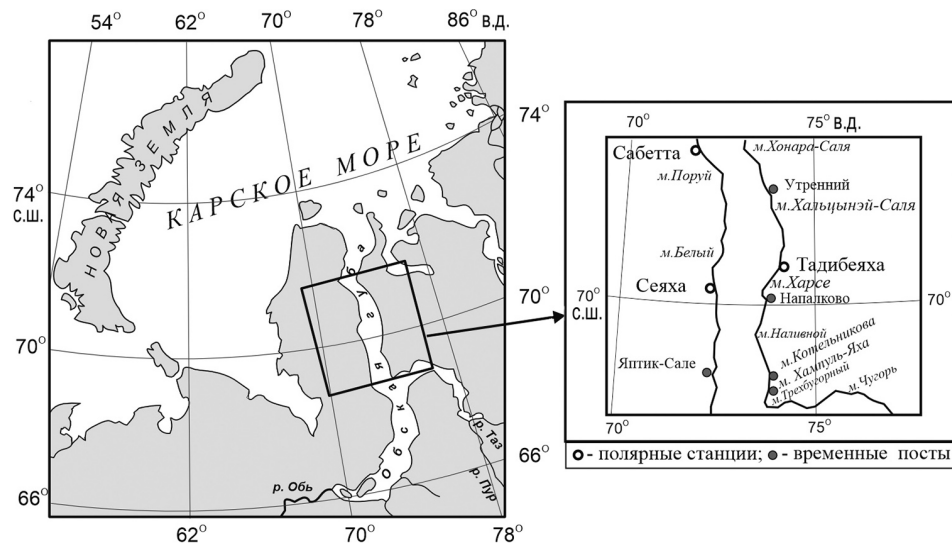 54° 62° 70° 78° 86° В.Д.
74°
С.Ш.
70°
66°
74°
70°
66°
62° 70° 78°
НОВАЯ ЗЕМЛЯ
КАРСКОЕ МОРЕ
Обская губа
р. Обь
р. Таз
р. Пур
70° 75° В.Д.
м.Хонара-Саля
Сабетта
м.Поруй
Утренний
м.Хальцынэй-Саля
м.Белый
Тадибеяха
Сеяха
м.Харсе
Напалково
70°
С.Ш.
70°
м.Наливной
м.Котельникова
м. Хампуль-Яха
м.Трехбугорный
м.Чугорь
Яптик-Сале
70° 75°
- полярные станции; - временные посты